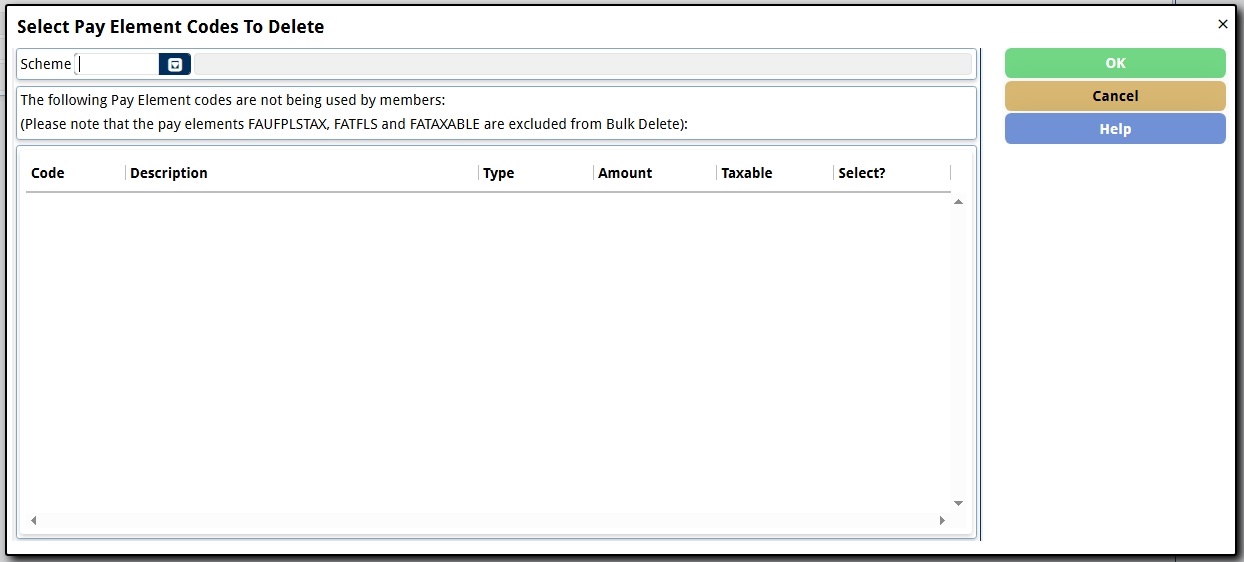 Select Pay Element Codes To Delete
×
Scheme
OK
The following Pay Element codes are not being used by members:
Cancel
(Please note that the pay elements FAUFPLSTAX, FATFLS and FATAXABLE are excluded from Bulk Delete):
Help
Code Description Type Amount Taxable Select?